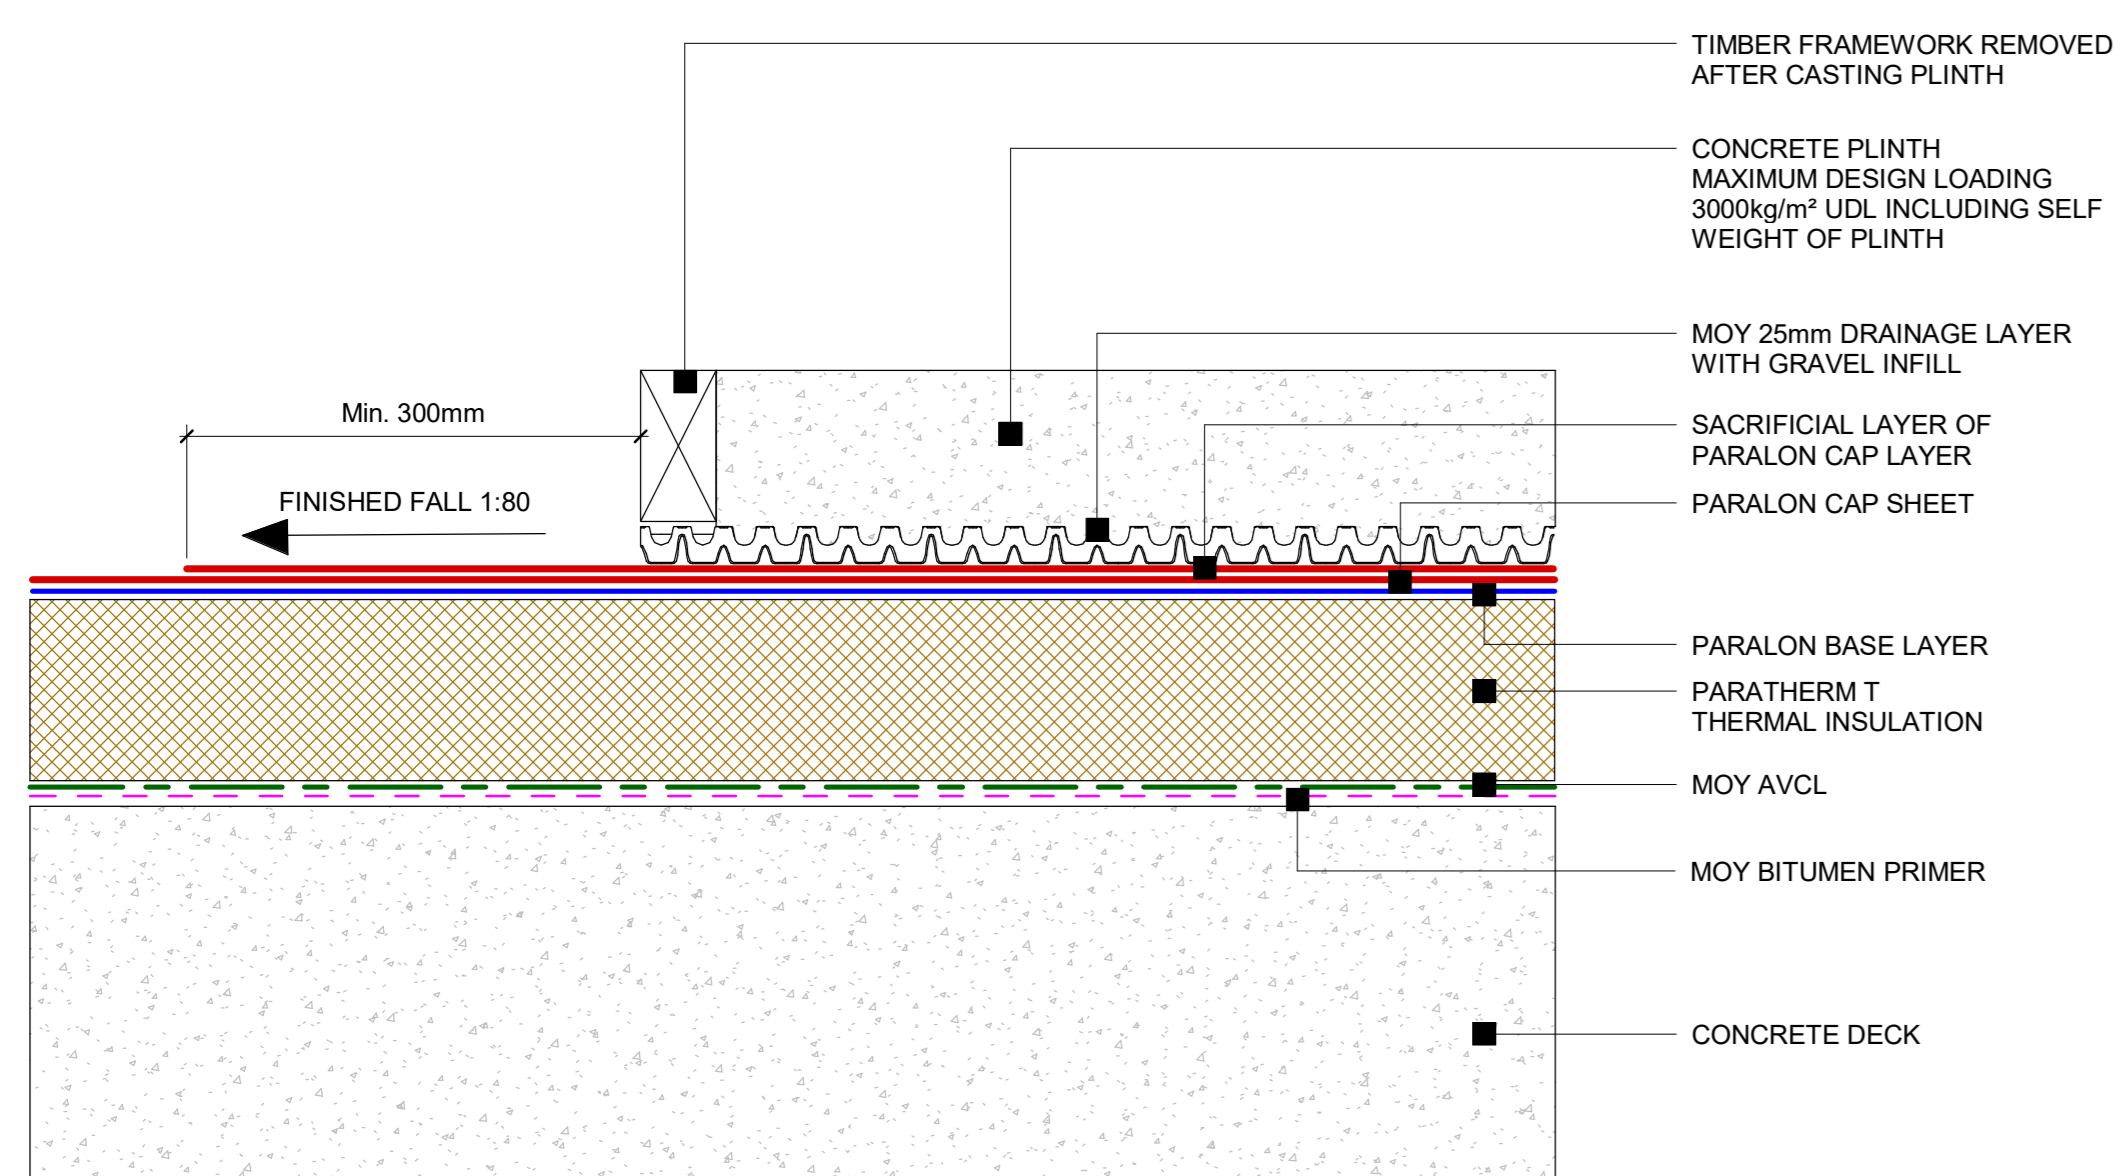 TIMBER FRAMEWORK REMOVED
AFTER CASTING PLINTH
CONCRETE PLINTH
MAXIMUM DESIGN LOADING
3000kg/m² UDL INCLUDING SELF
WEIGHT OF PLINTH
MOY 25mm DRAINAGE LAYER
WITH GRAVEL INFILL
Min. 300mm
SACRIFICIAL LAYER OF
PARALON CAP LAYER
FINISHED FALL 1:80
PARALON CAP SHEET
PARALON BASE LAYER
PARATHERM T
THERMAL INSULATION
MOY AVCL
MOY BITUMEN PRIMER
CONCRETE DECK